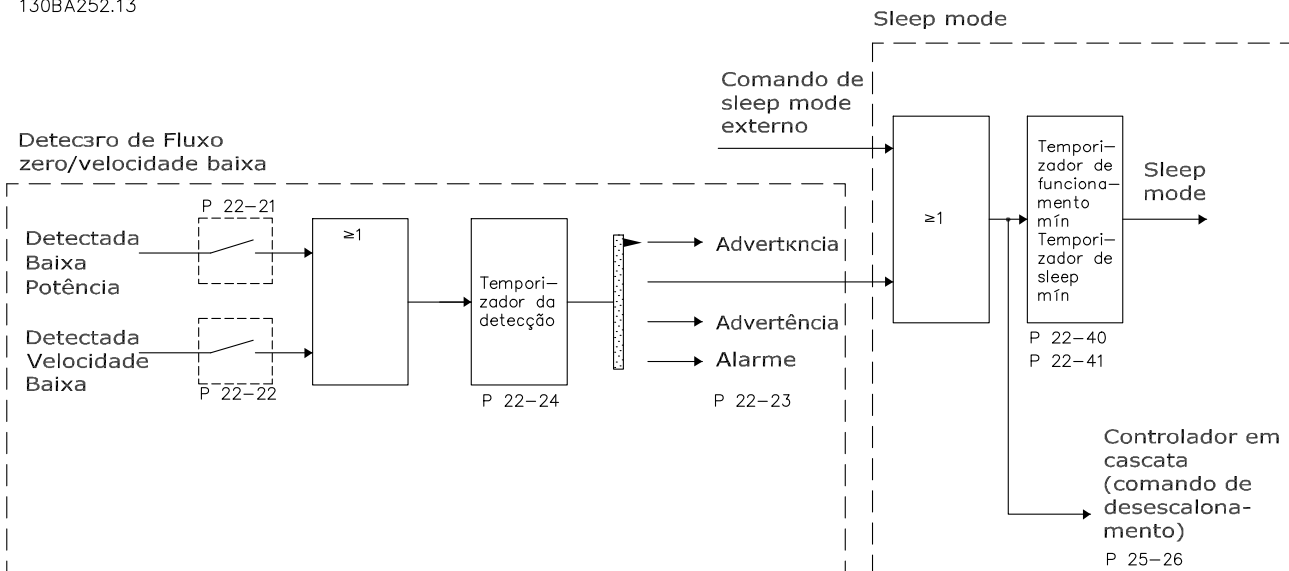 130BA252.13
Sleep mode
Comando de
sleep mode
externo
Detecзгo de Fluxo
zero/velocidade baixa
P 22-21
Detectada
Baixa
Potência
≥1
Detectada
Velocidade
Baixa
P 22-22
Tempori-
zador da
detecção
P 22-24
Advertкncia
Advertência
Alarme
P 22-23
≥1
Tempori-
zador de
funciona-
mento
mín
Tempori-
zador de
sleep
mín
P 22-40
P 22-41
Sleep
mode
Controlador em
cascata
(comando de
desescalona-
mento)
P 25-26